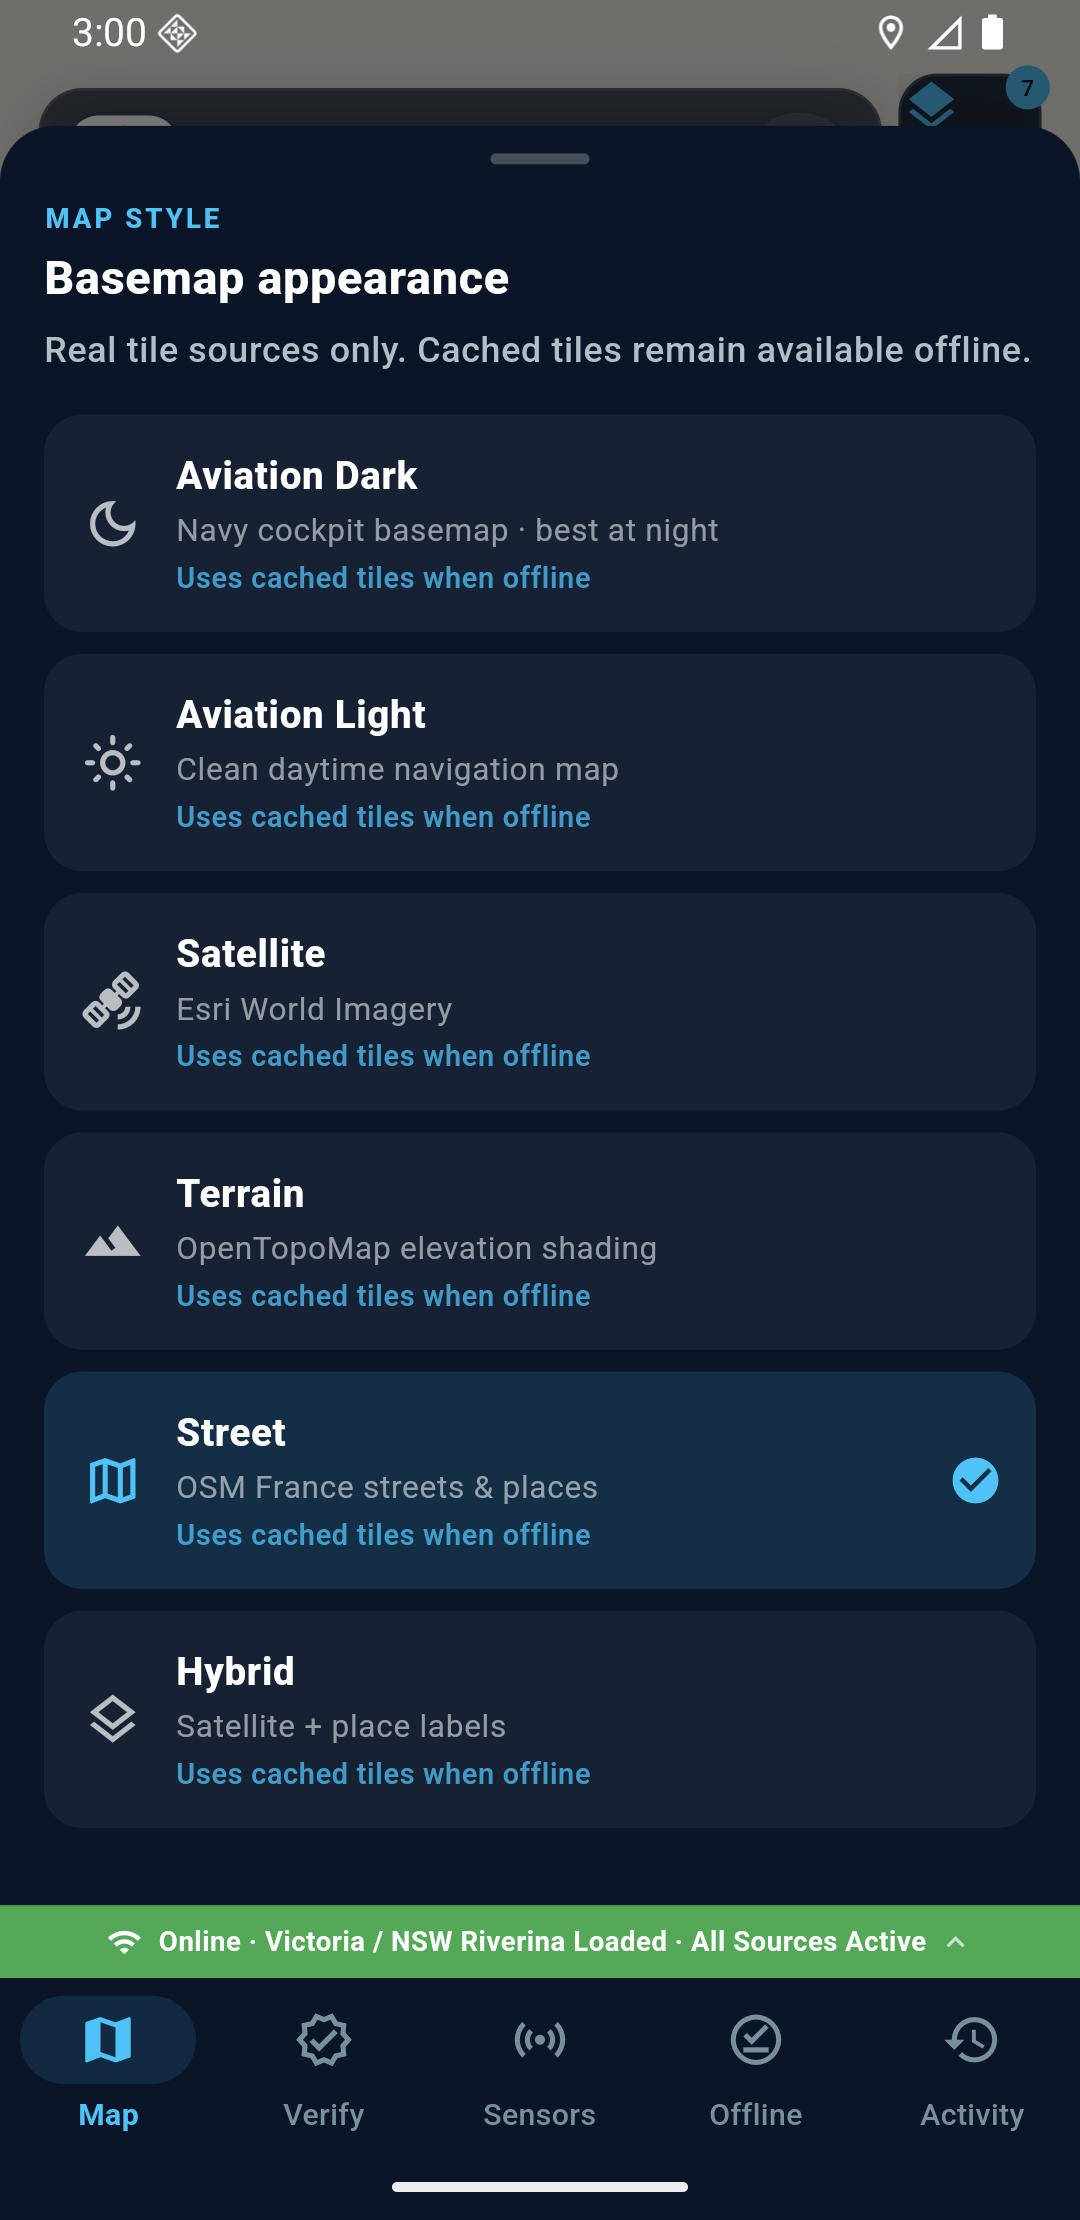 3:00
7
MAP STYLE
Basemap appearance
Real tile sources only. Cached tiles remain available offline.
Aviation Dark
Navy cockpit basemap · best at night
Uses cached tiles when offline
Aviation Light
Clean daytime navigation map
Uses cached tiles when offline
Satellite
Esri World Imagery
Uses cached tiles when offline
Terrain
OpenTopoMap elevation shading
Uses cached tiles when offline
Street
OSM France streets & places
Uses cached tiles when offline
Hybrid
Satellite + place labels
Uses cached tiles when offline
Online · Victoria / NSW Riverina Loaded · All Sources Active
Map
Verify
Sensors
Offline
Activity